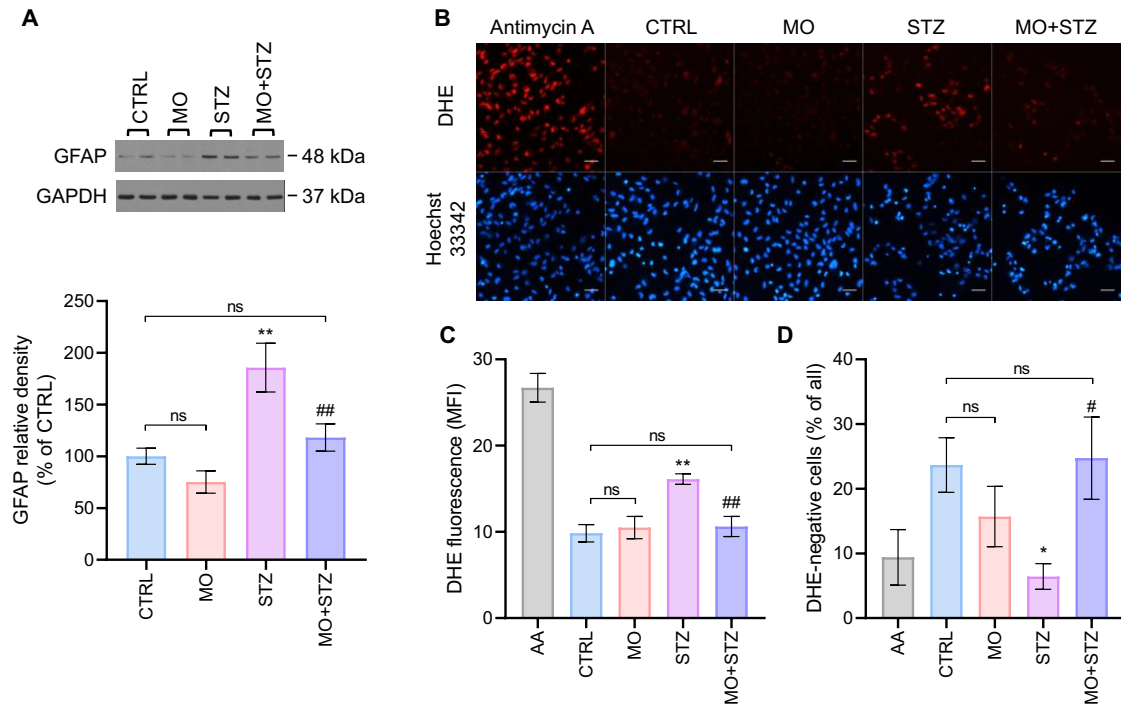 A
CTRL
MO
STZ
MO+STZ
GFAP
48 kDa
GAPDH
37 kDa
GFAP relative density
(% of CTRL)
250
200
150
100
50
0
ns
ns
**
##
CTRL
MO
STZ
MO+STZ
B
Antimycin A
CTRL
MO
STZ
MO+STZ
DHE
Hoechst
33342
C
DHE fluorescence (MFI)
30
20
10
0
ns
ns
**
##
AA
CTRL
MO
STZ
MO+STZ
D
DHE-negative cells (% of all)
40
30
20
10
0
ns
ns
*
#
AA
CTRL
MO
STZ
MO+STZ